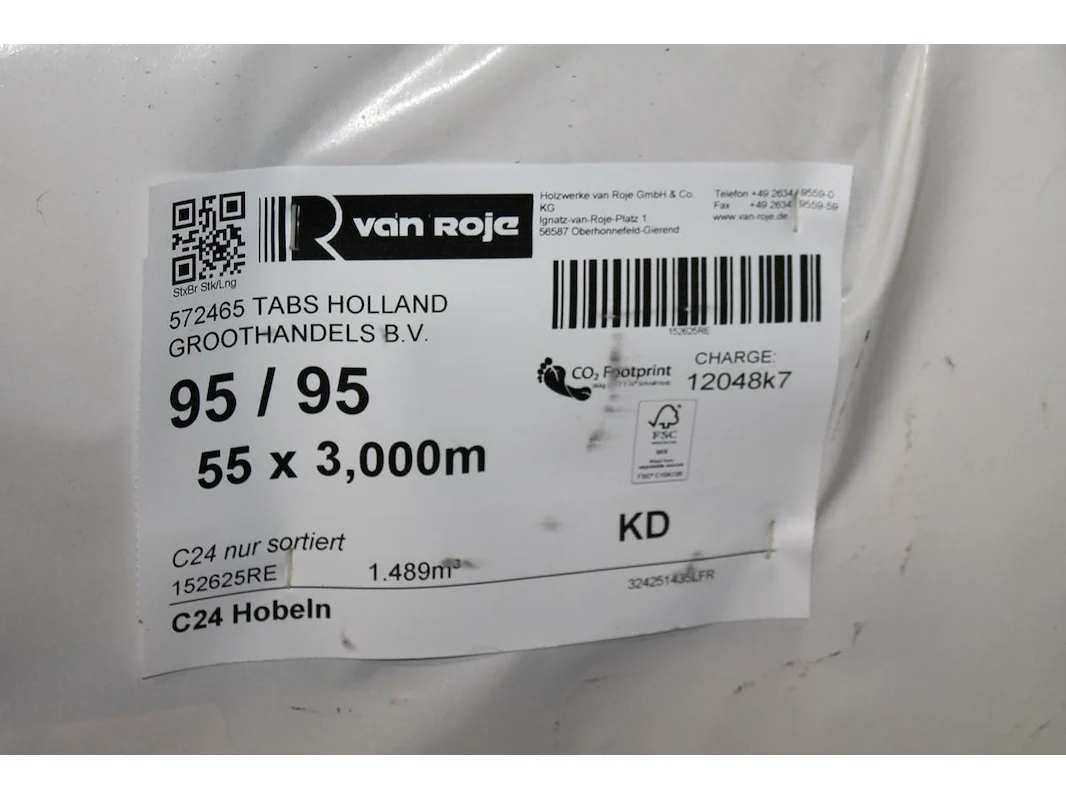 van Roje
Holzwerke van Roje GmbH & Co.
KG
Ignatz-van-Roje-Platz 1
56587 Oberhonnefeld-Gierend
Telefon +49 2634 / 9559-0
Fax +49 2634 / 9559-59
www.van-roje.de
StxBr Stk/Lng
572465 TABS HOLLAND
GROOTHANDELS B.V.
152625RE
95 / 95
55 x 3,000m
CO₂ Footprint
CHARGE:
12048k7
FSC
MIX
KD
C24 nur sortiert
152625RE 1.489m³
324251435LFR
C24 Hobeln